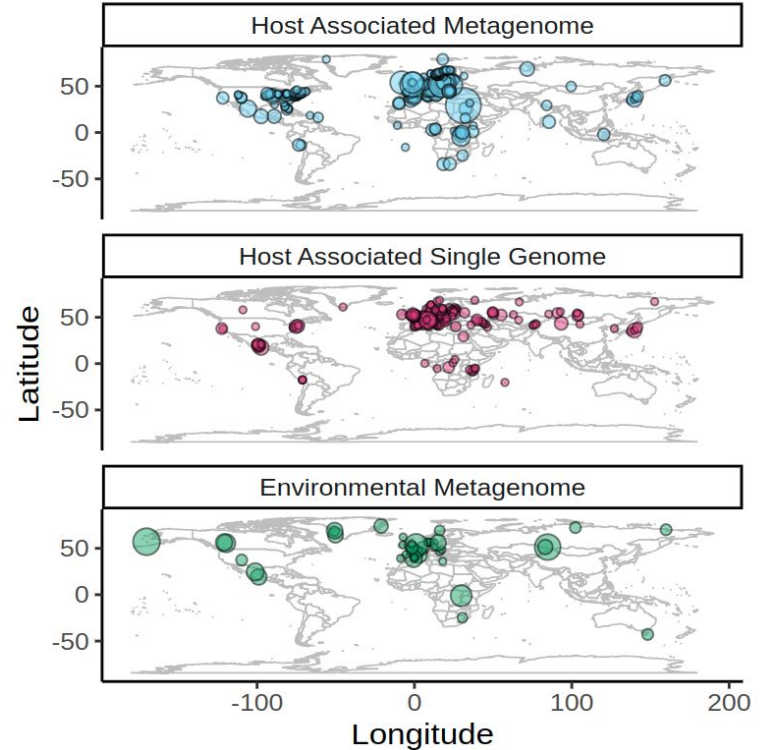 Host Associated Metagenome
50
0
-50
Host Associated Single Genome
50
0
-50
Latitude
Environmental Metagenome
50
0
-50
-100 0 100 200
Longitude